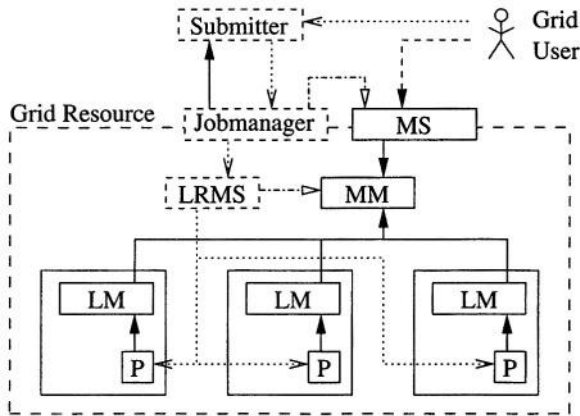 Submitter
Grid
User
Grid Resource
Jobmanager
MS
LRMS
MM
LM
LM
LM
P
P
P